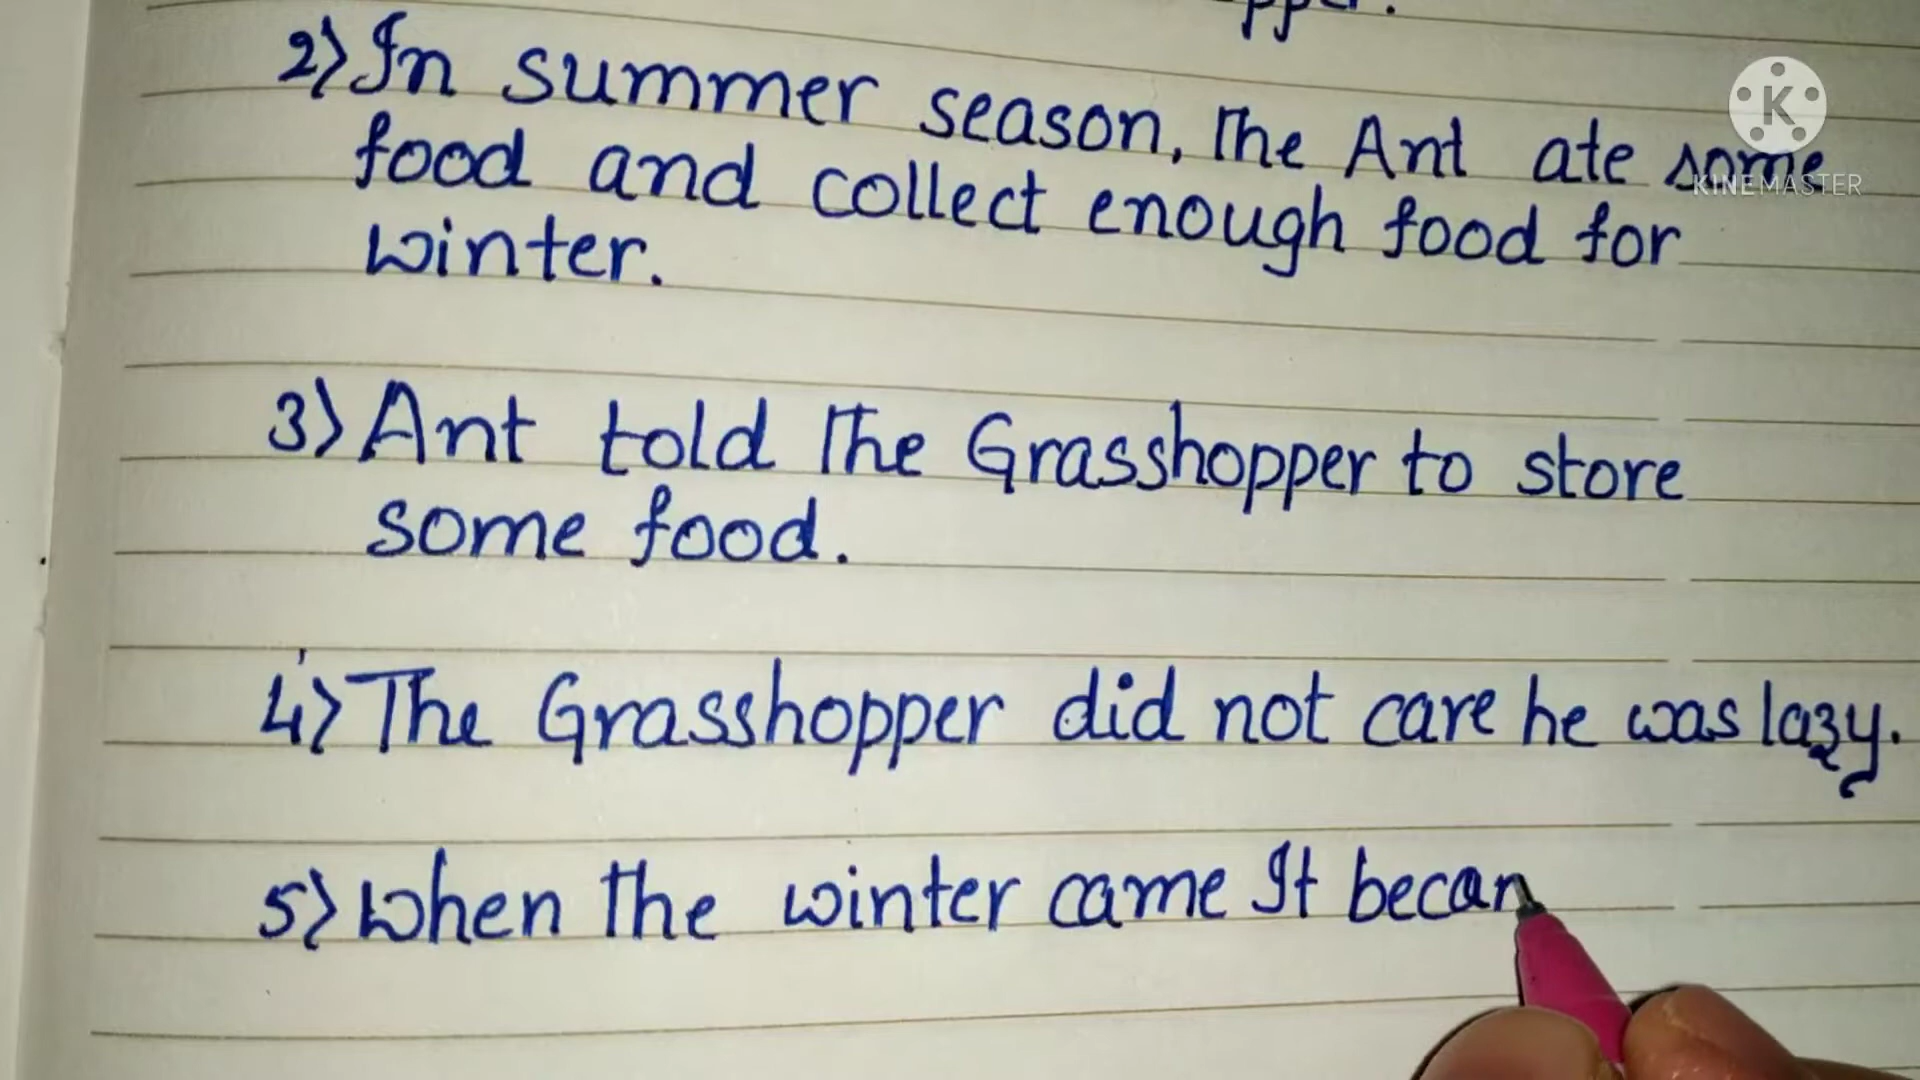 2) In summer season, the Ant ate some
food and collect enough food for
winter.
3) Ant told the Grasshopper to store
some food.
4) The Grasshopper did not care he was lazy.
5) When the winter came It becam
K
KINEMASTER